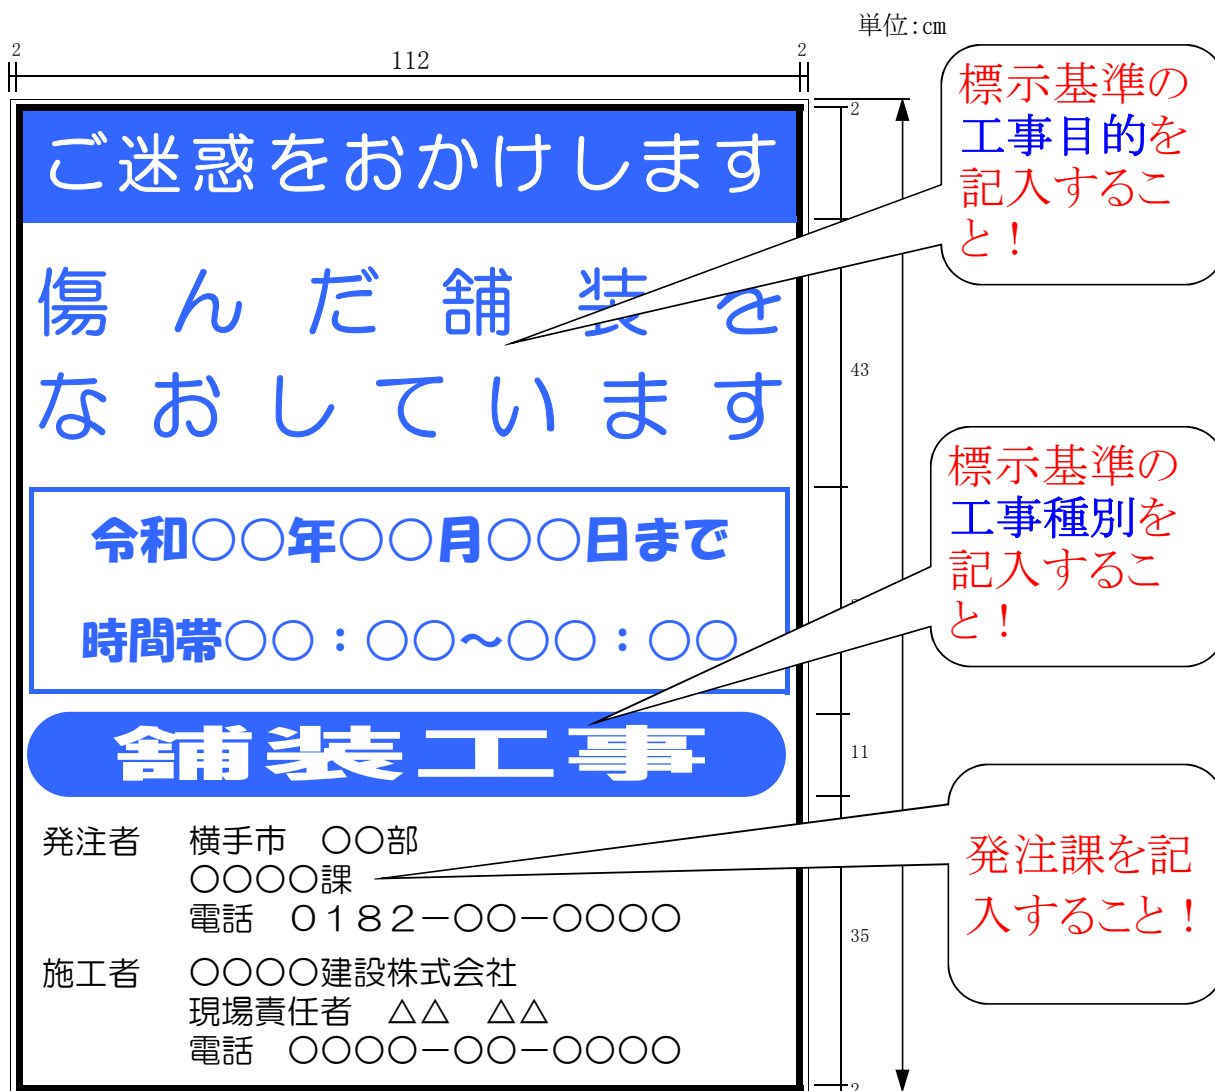 単位:cm
2
112
2
ご迷惑をおかけします
傷んだ舗装を
なおしています
令和○○年○○月○○日まで
時間帯○○：○○～○○：○○
舗装工事
発注者　横手市　○○部
○○○○課
電話　０１８２－○○－○○○○
施工者　○○○○建設株式会社
現場責任者　△△　△△
電話　○○○○－○○－○○○○
2
43
11
35
2
標示基準の
工事目的を
記入するこ
と！
標示基準の
工事種別を
記入するこ
と！
発注課を記
入すること！